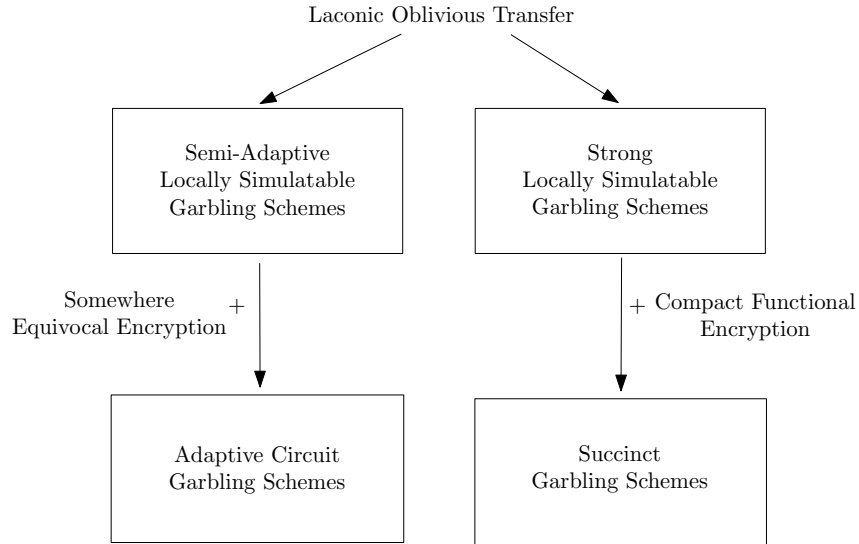 Laconic Oblivious Transfer
Semi-Adaptive
Locally Simulatable
Garbling Schemes
Strong
Locally Simulatable
Garbling Schemes
Somewhere
Equivocal Encryption
+
+ Compact Functional
Encryption
Adaptive Circuit
Garbling Schemes
Succinct
Garbling Schemes